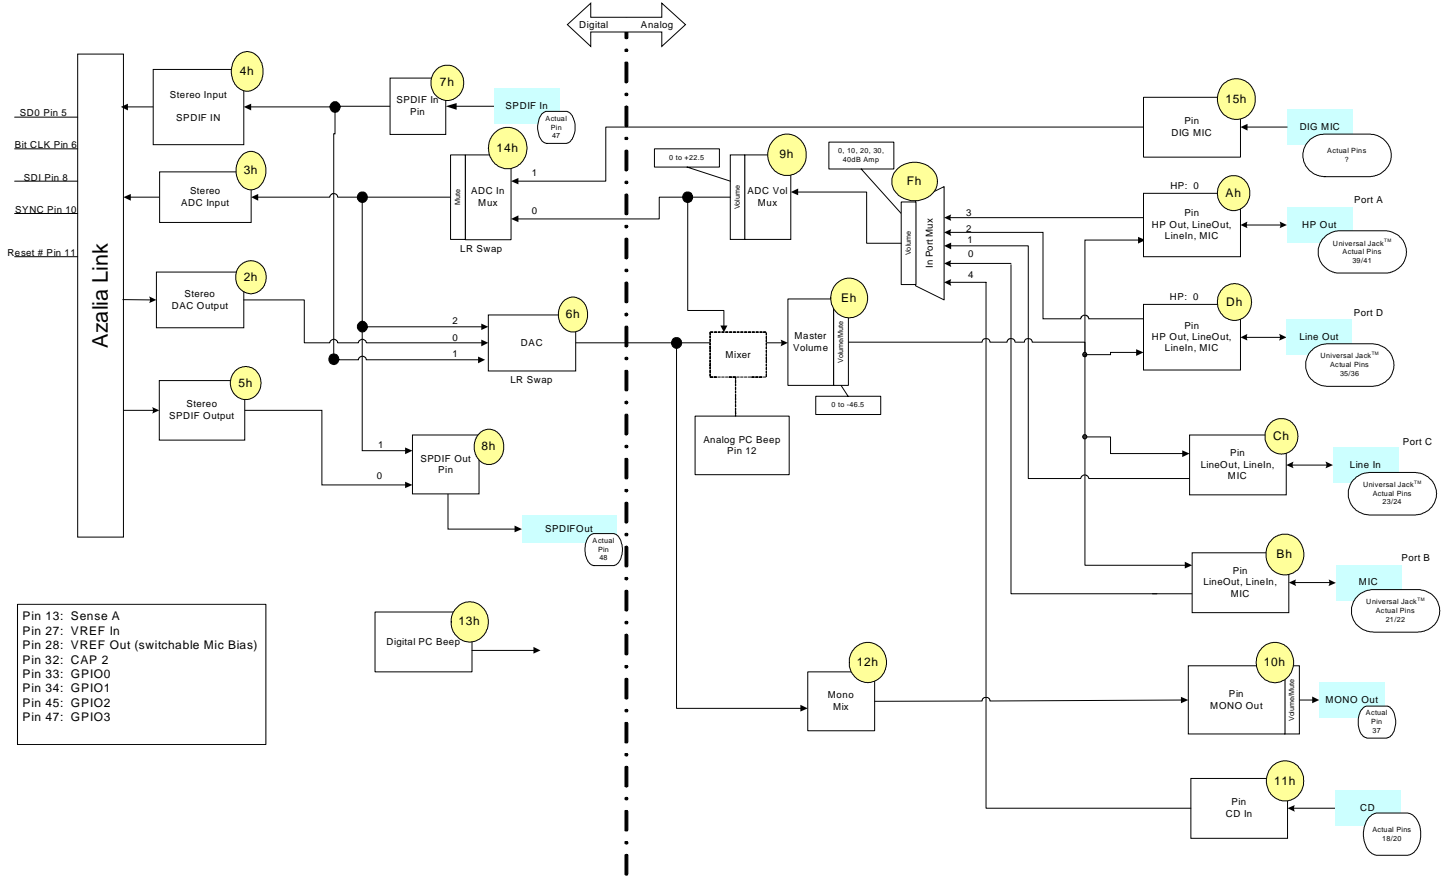 Digital
Analog
Azalia Link
SD0 Pin 5
Bit CLK Pin 6
SDI Pin 8
SYNC Pin 10
Reset # Pin 11
4h
Stereo Input
SPDIF IN
7h
SPDIF In
Pin
SPDIF In
Actual
Pin
47
3h
Stereo
ADC Input
14h
Mute
ADC In
Mux
LR Swap
1
0
2h
Stereo
DAC Output
6h
DAC
LR Swap
2
0
1
5h
Stereo
SPDIF Output
8h
SPDIF Out
Pin
1
0
SPDIFOut
Actual
Pin
48
13h
Digital PC Beep
Pin 13: Sense A
Pin 27: VREF In
Pin 28: VREF Out (switchable Mic Bias)
Pin 32: CAP 2
Pin 33: GPIO0
Pin 34: GPIO1
Pin 45: GPIO2
Pin 47: GPIO3
0 to +22.5
9h
Volume
ADC Vol
Mux
0, 10, 20, 30,
40dB Amp
Fh
Volume
In Port Mux
3
2
1
0
4
Mixer
Eh
Master
Volume
Volume/Mute
0 to -46.5
Analog PC Beep
Pin 12
12h
Mono
Mix
15h
Pin
DIG MIC
DIG MIC
Actual Pins
?
HP: 0
Ah
Pin
HP Out, LineOut,
LineIn, MIC
Port A
HP Out
Universal Jack™
Actual Pins
39/41
HP: 0
Dh
Pin
HP Out, LineOut,
LineIn, MIC
Port D
Line Out
Universal Jack™
Actual Pins
35/36
Ch
Pin
LineOut, LineIn,
MIC
Port C
Line In
Universal Jack™
Actual Pins
23/24
Bh
Pin
LineOut, LineIn,
MIC
Port B
MIC
Universal Jack™
Actual Pins
21/22
10h
Pin
MONO Out
Volume/Mute
MONO Out
Actual
Pin
37
11h
Pin
CD In
CD
Actual Pins
18/20